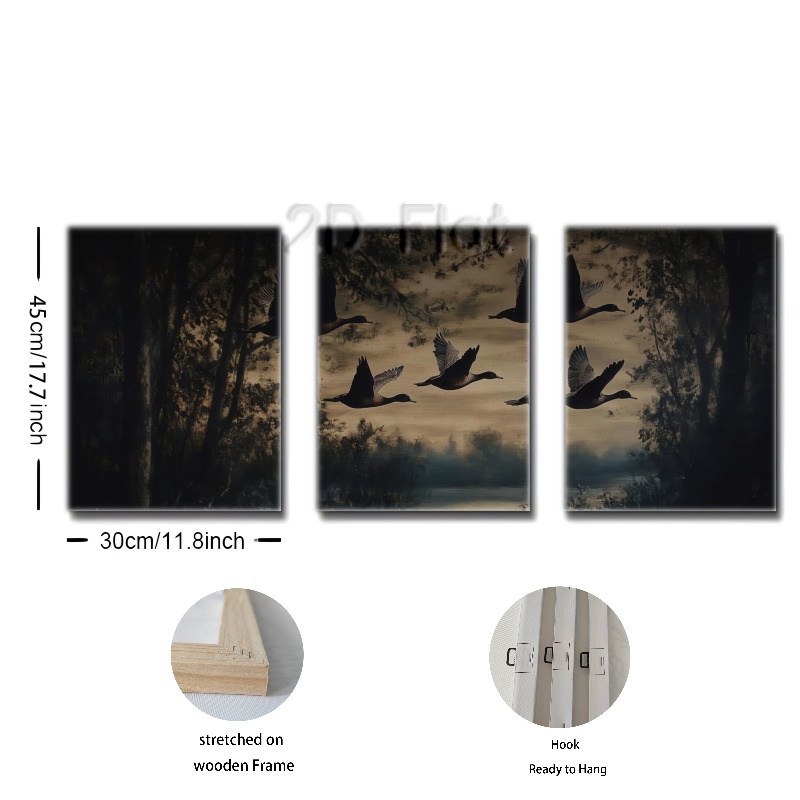 2D Flat
45cm/17.7inch
30cm/11.8inch
stretched on
wooden Frame
Hook
Ready to Hang